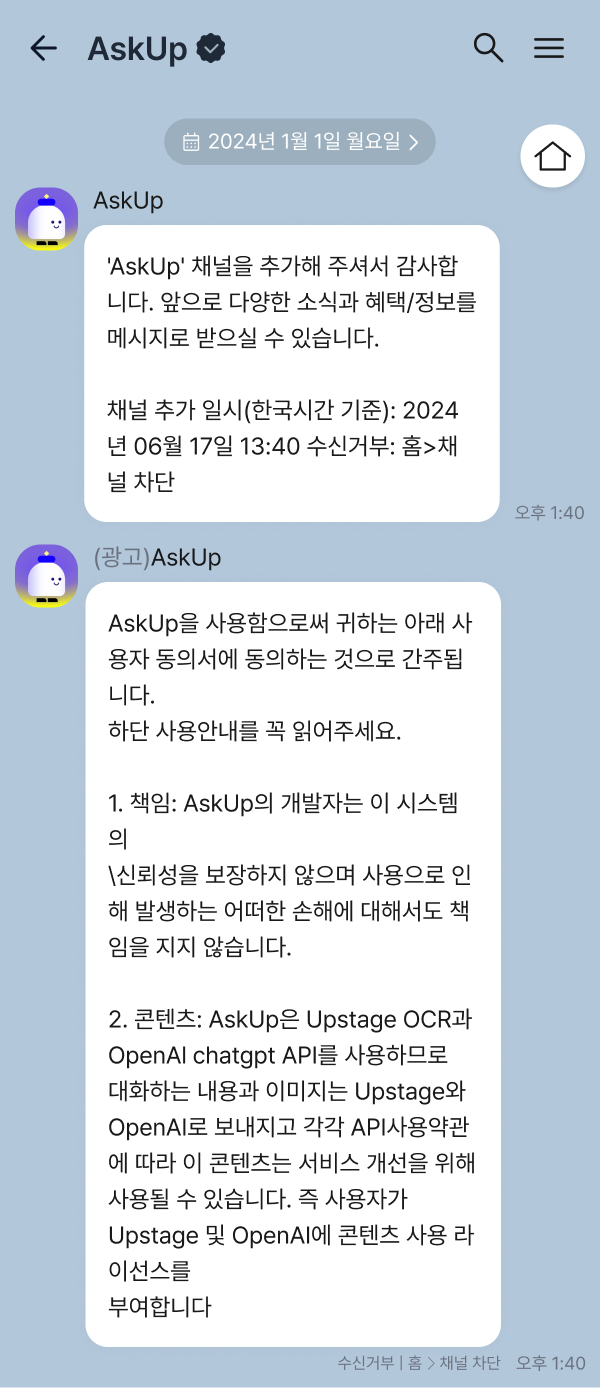 AskUp
2024년 1월 1일 월요일
AskUp
'AskUp' 채널을 추가해 주셔서 감사합
니다. 앞으로 다양한 소식과 혜택/정보를
메시지로 받으실 수 있습니다.
채널 추가 일시(한국시간 기준): 2024
년 06월 17일 13:40 수신거부: 홈>채
널 차단
오후 1:40
(광고)AskUp
AskUp을 사용함으로써 귀하는 아래 사
용자 동의서에 동의하는 것으로 간주됩
니다.
하단 사용안내를 꼭 읽어주세요.
1. 책임: AskUp의 개발자는 이 시스템
의
\신뢰성을 보장하지 않으며 사용으로 인
해 발생하는 어떠한 손해에 대해서도 책
임을 지지 않습니다.
2. 콘텐츠: AskUp은 Upstage OCR과
OpenAI chatgpt API를 사용하므로
대화하는 내용과 이미지는 Upstage와
OpenAI로 보내지고 각각 API사용약관
에 따라 이 콘텐츠는 서비스 개선을 위해
사용될 수 있습니다. 즉 사용자가
Upstage 및 OpenAI에 콘텐츠 사용 라
이선스를
부여합니다
수신거부 | 홈 > 채널 차단 오후 1:40